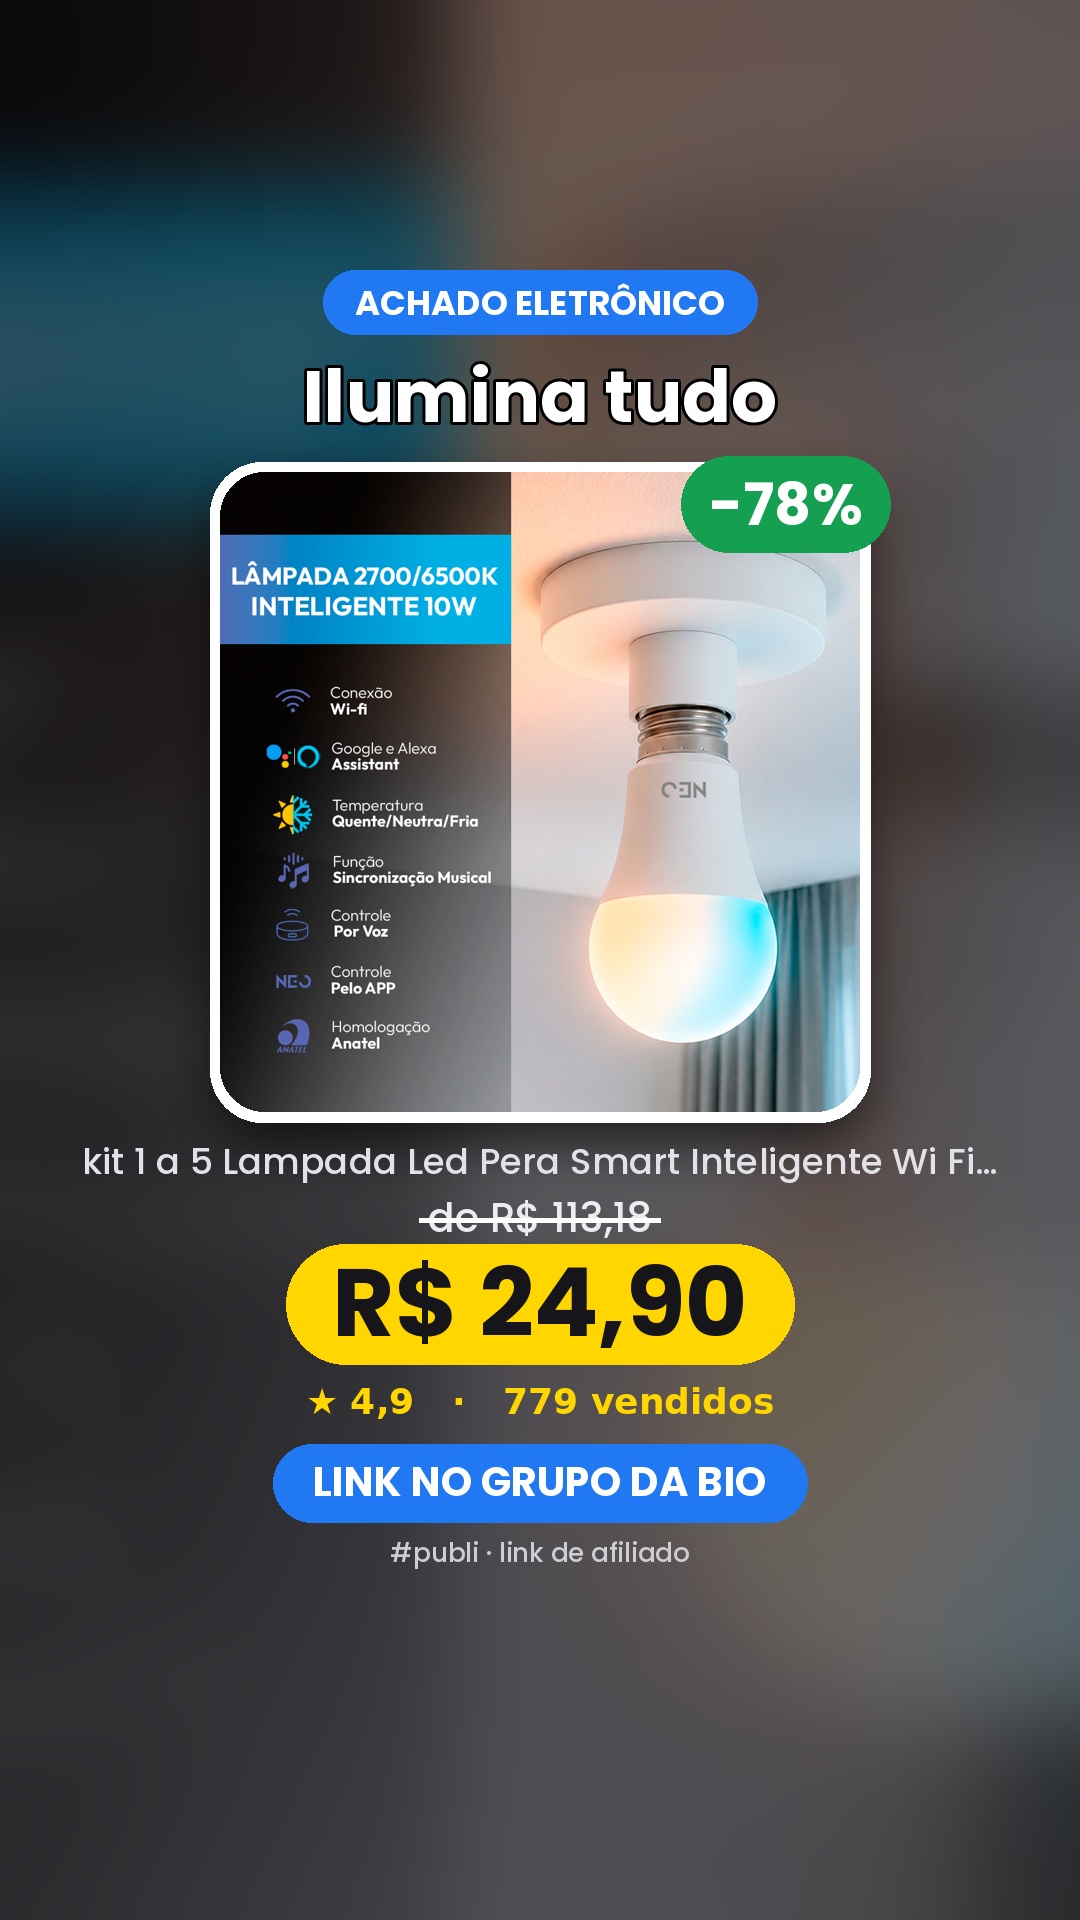 ACHADO ELETRÔNICO
Ilumina tudo
-78%
LÂMPADA 2700/6500K
INTELIGENTE 10W
Conexão
Wi-fi
Google e Alexa
Assistant
Temperatura
Quente/Neutra/Fria
Função
Sincronização Musical
Controle
Por Voz
NEO
Controle
Pelo APP
ANATEL
Homologação
Anatel
NEO
kit 1 a 5 Lampada Led Pera Smart Inteligente Wi Fi...
de R$ 113,18
R$ 24,90
★ 4,9 · 779 vendidos
LINK NO GRUPO DA BIO
#publi · link de afiliado